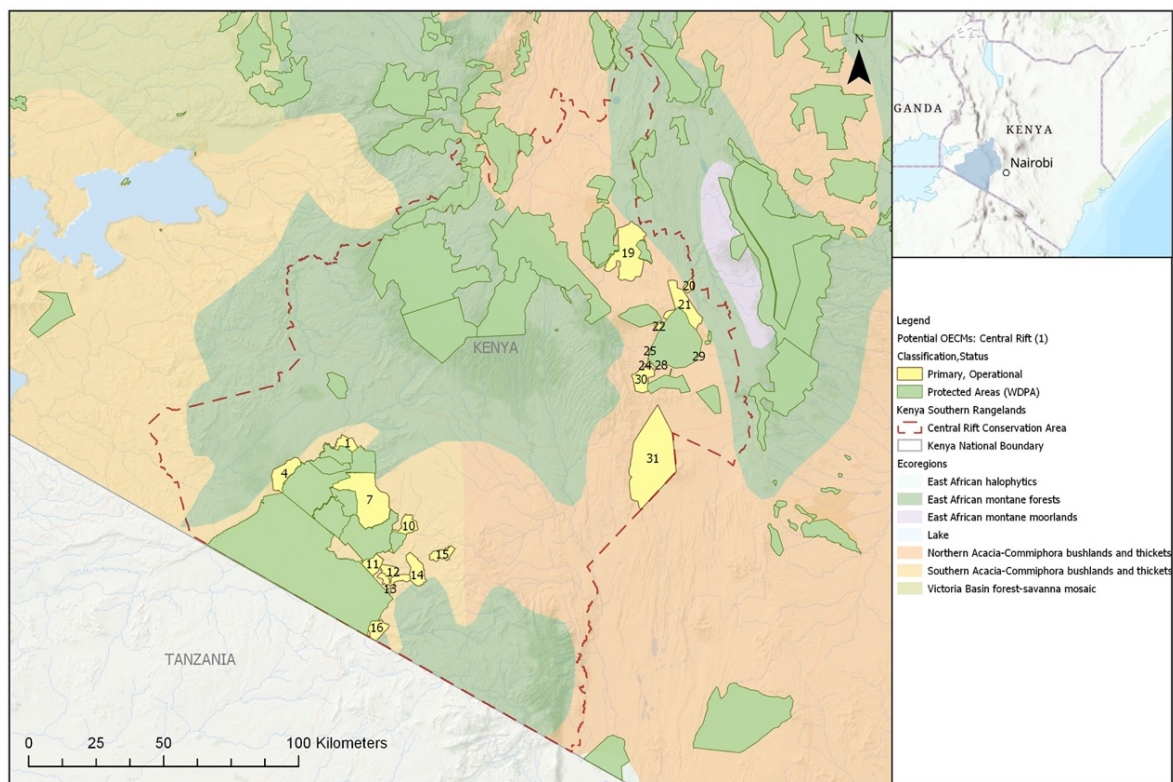 N
GANDA
KENYA
Nairobi
19
20
21
22
25
29
24
28
30
KENYA
31
1
4
7
10
15
11
12
14
13
16
TANZANIA
0 25 50 100 Kilometers
Legend
Potential OECMs: Central Rift (1)
Classification,Status
Primary, Operational
Protected Areas (WDPA)
Kenya Southern Rangelands
Central Rift Conservation Area
Kenya National Boundary
Ecoregions
East African halophytics
East African montane forests
East African montane moorlands
Lake
Northern Acacia-Commiphora bushlands and thickets
Southern Acacia-Commiphora bushlands and thickets
Victoria Basin forest-savanna mosaic